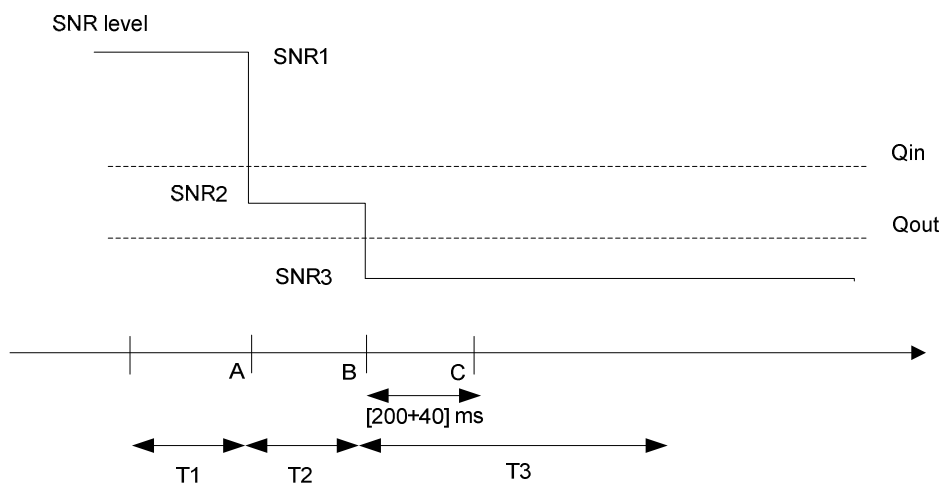 SNR level
SNR1
Qin
SNR2
Qout
SNR3
A
B
C
[200+40] ms
T1
T2
T3